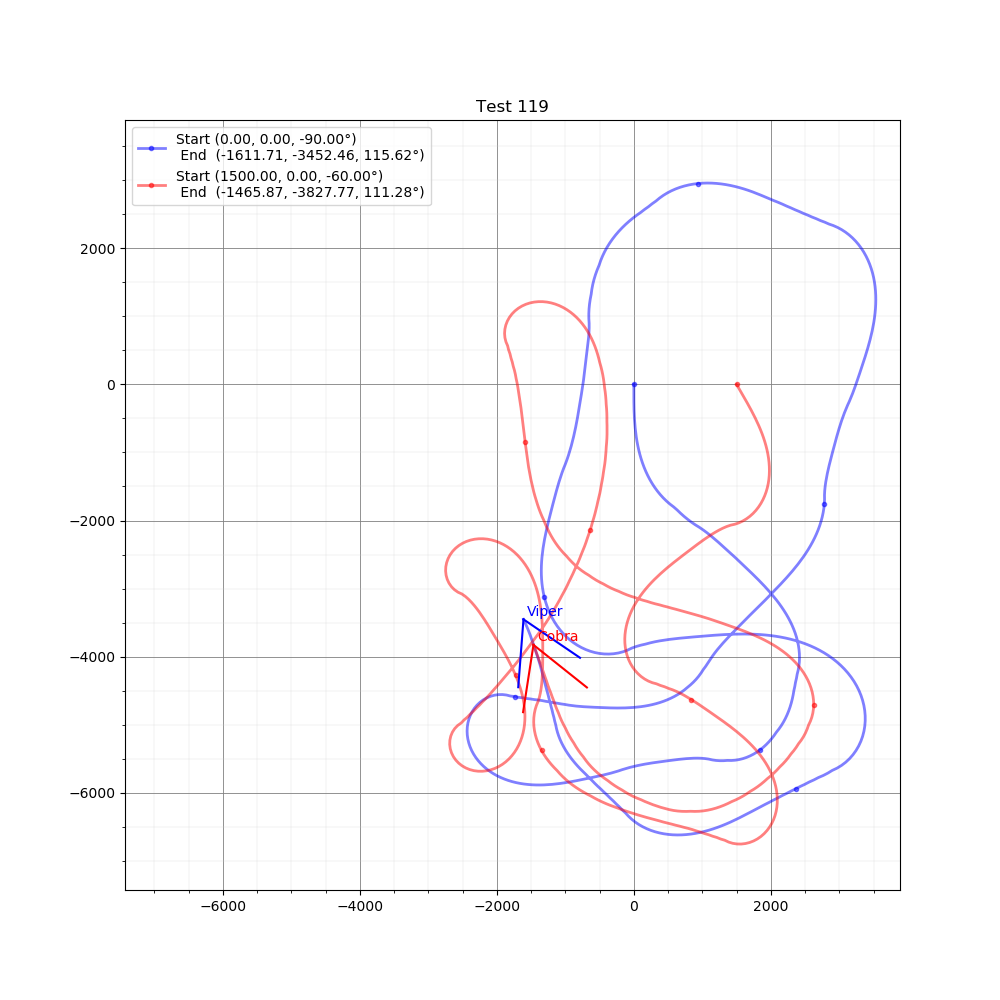 Test 119
Start (0.00, 0.00, -90.00°)
End  (-1611.71, -3452.46, 115.62°)
Start (1500.00, 0.00, -60.00°)
End  (-1465.87, -3827.77, 111.28°)
2000
0
−2000
−4000
−6000
Viper
Cobra
−6000
−4000
−2000
0
2000